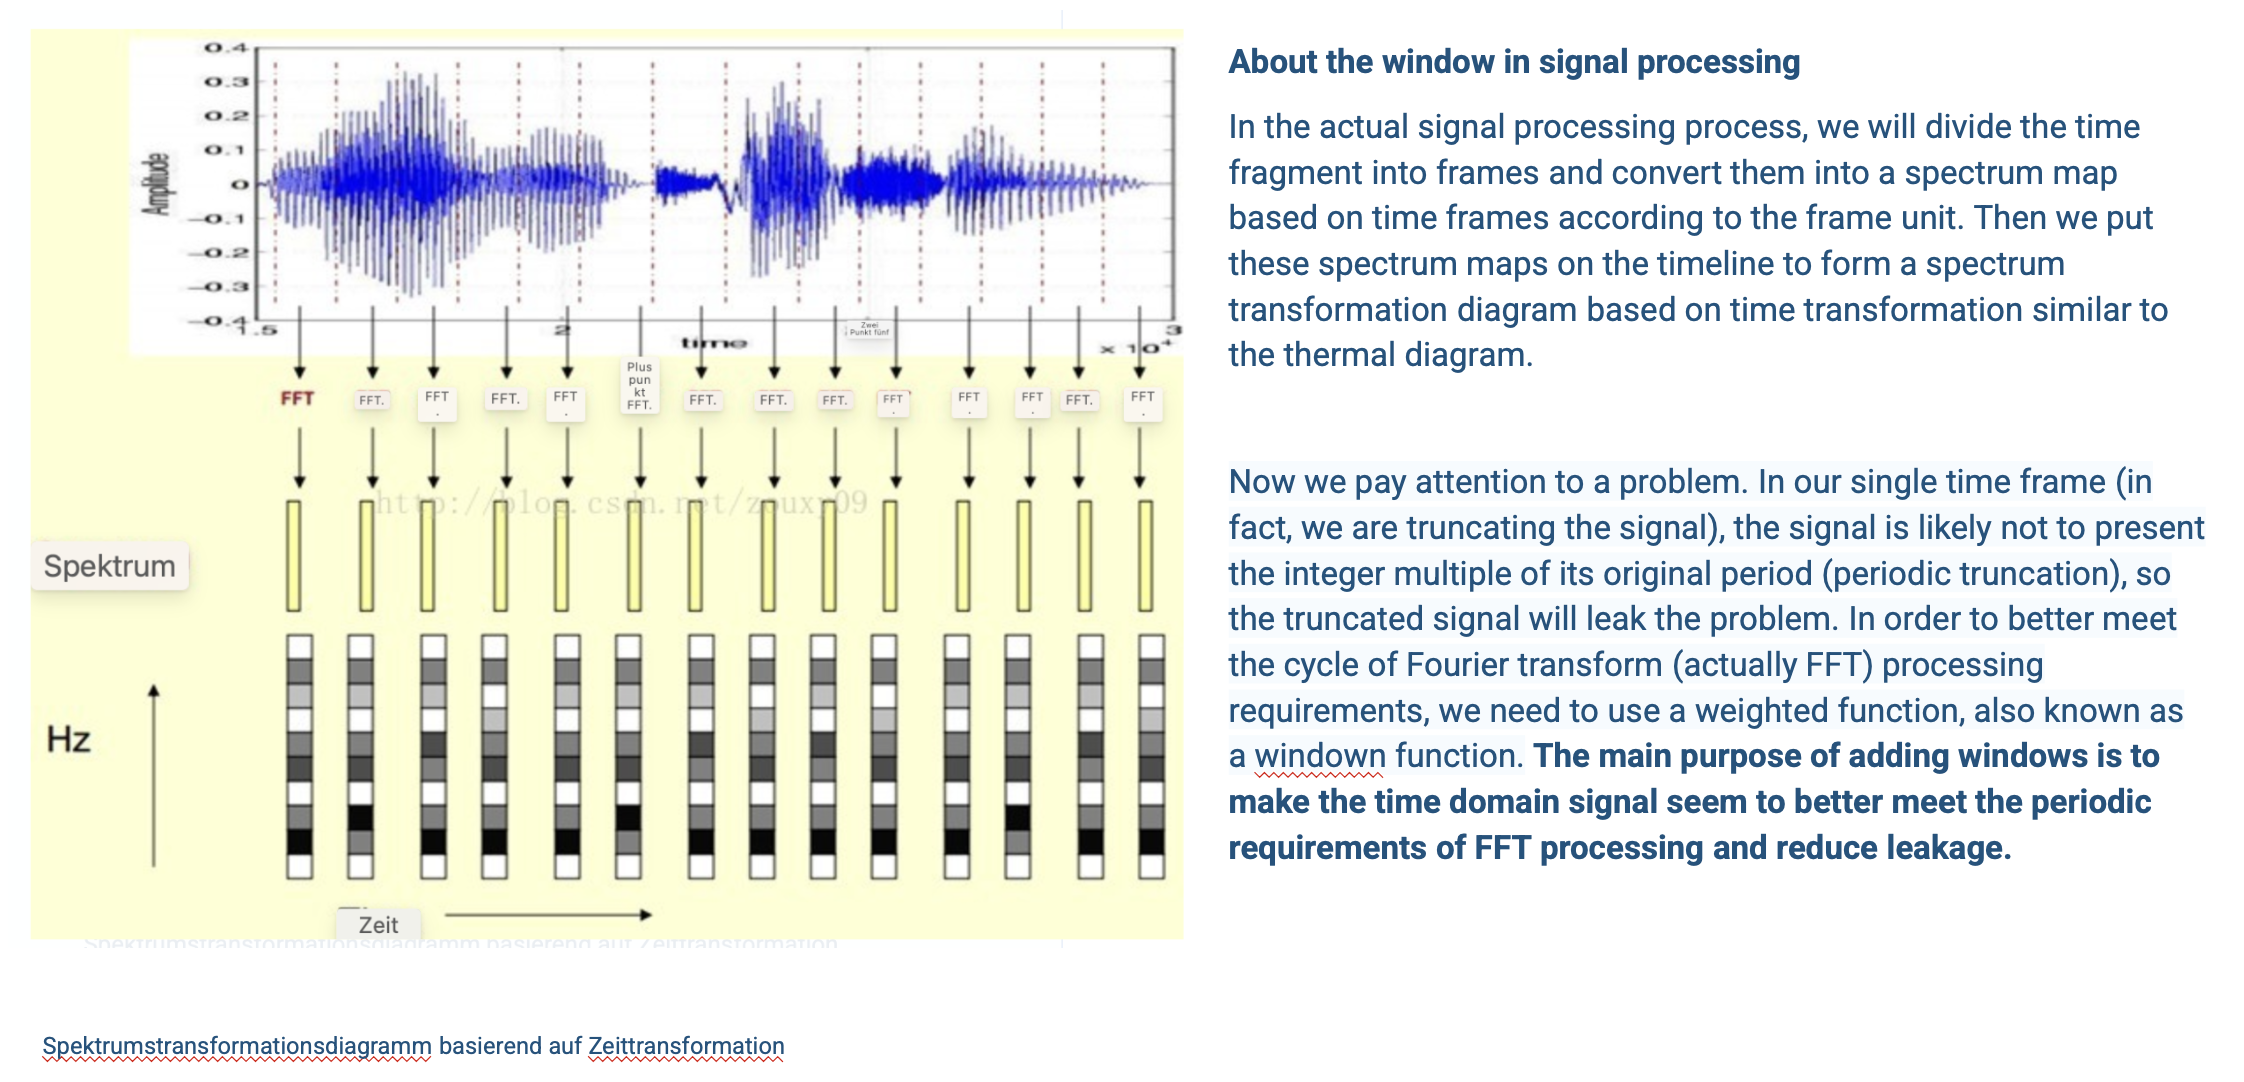 0.4
0.3
0.2
0.1
0
-0.1
-0.2
-0.3
-0.4
Amplitude
1.5
2
Zwei
Punkt fünf
3
time
x 10
FFT
FFT.
FFT
.
FFT.
FFT
.
Plus
pun
kt
FFT.
FFT.
FFT.
FFT.
FFT
.
FFT
.
FFT
.
FFT.
FFT
.
http://blog.csdn.net/zouxy09
Spektrum
Hz
Zeit
Spektrumstransformationsdiagramm basierend auf Zeittransformation
Spektrumstransformationsdiagramm basierend auf Zeittransformation
About the window in signal processing
In the actual signal processing process, we will divide the time
fragment into frames and convert them into a spectrum map
based on time frames according to the frame unit. Then we put
these spectrum maps on the timeline to form a spectrum
transformation diagram based on time transformation similar to
the thermal diagram.
Now we pay attention to a problem. In our single time frame (in
fact, we are truncating the signal), the signal is likely not to present
the integer multiple of its original period (periodic truncation), so
the truncated signal will leak the problem. In order to better meet
the cycle of Fourier transform (actually FFT) processing
requirements, we need to use a weighted function, also known as
a windown function. The main purpose of adding windows is to
make the time domain signal seem to better meet the periodic
requirements of FFT processing and reduce leakage.